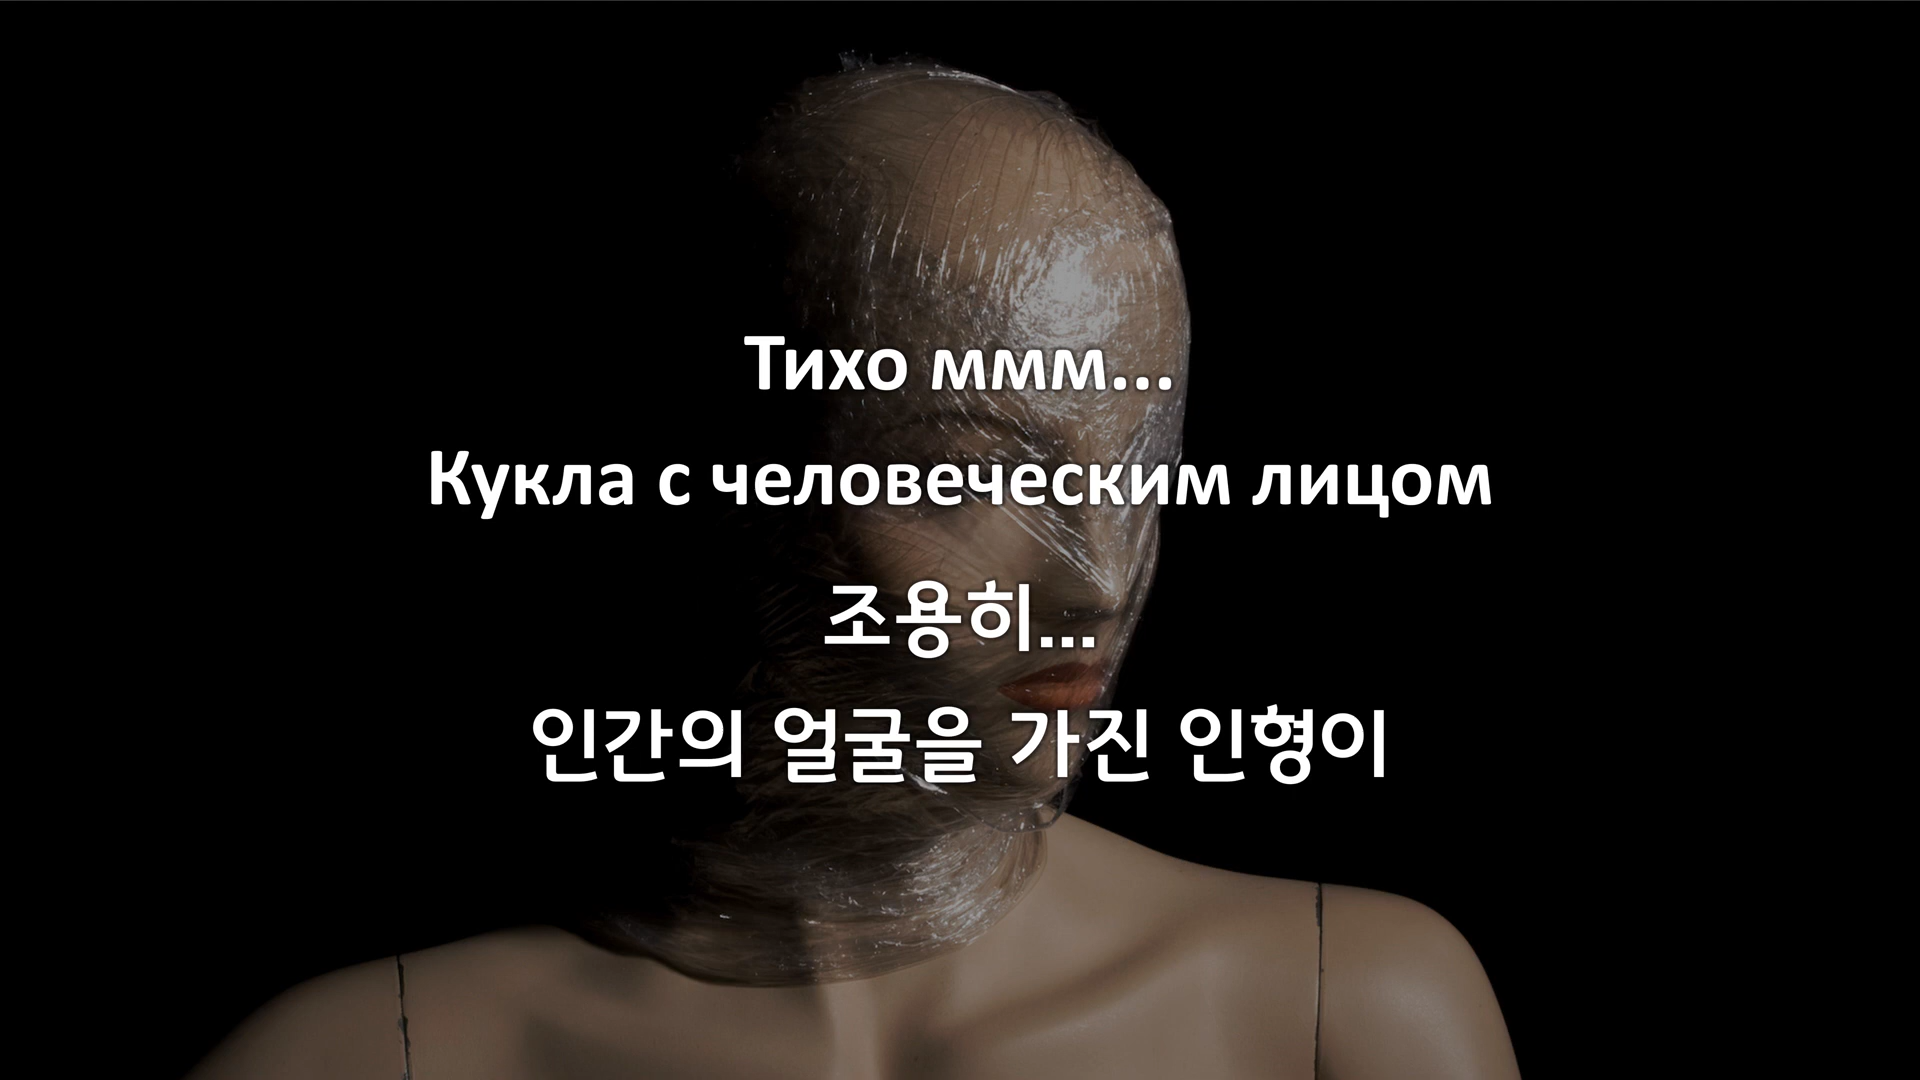 Тихо ммм...
Кукла с человеческим лицом
조용히...
인간의 얼굴을 가진 인형이